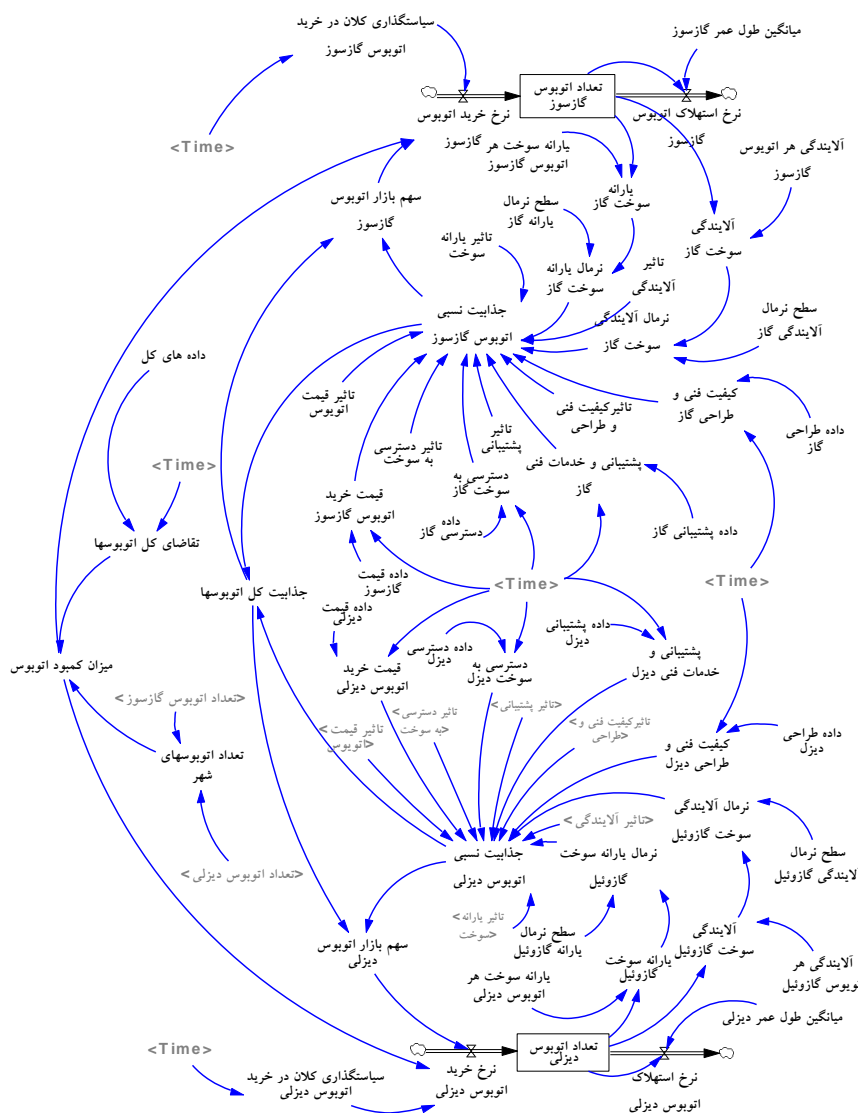 سیاستگذاری کلان در خرید
اتوبوس گازسوز
میانگین طول عمر گازسوز
تعداد اتوبوس
گازسوز
نرخ خرید اتوبوس
گازسوز
نرخ استهلاک اتوبوس
گازسوز
<Time>
یارانه سوخت هر
اتوبوس گازسوز
آلایندگی هر اتوبوس
گازسوز
یارانه
سوخت گاز
سهم بازار اتوبوس
گازسوز
سطح نرمال
یارانه گاز
آلایندگی
سوخت گاز
تاثیر یارانه
سوخت
نرمال یارانه
سوخت گاز
تاثیر
آلایندگی
جذابیت نسبی
اتوبوس گازسوز
نرمال آلایندگی
سوخت گاز
سطح نرمال
آلایندگی گاز
داده های کل
تاثیر قیمت
اتوبوس
تاثیر دسترسی
به سوخت
تاثیر
پشتیبانی
تاثیرکیفیت فنی
و طراحی
کیفیت فنی و
طراحی گاز
داده طراحی
گاز
<Time>
قیمت خرید
اتوبوس گازسوز
دسترسی به
سوخت گاز
پشتیبانی و خدمات فنی
گاز
داده
دسترسی گاز
داده پشتیبانی گاز
تقاضای کل اتوبوسها
داده قیمت
گازسوز
<Time>
<Time>
جذابیت کل اتوبوسها
داده قیمت
دیزلی
داده پشتیبانی
دیزل
میزان کمبود اتوبوس
قیمت خرید
اتوبوس دیزلی
داده دسترسی
دیزل
دسترسی به
سوخت دیزل
پشتیبانی و
خدمات فنی دیزل
<تعداد اتوبوس گازسوز>
<تاثیر قیمت
اتوبوس>
<تاثیر دسترسی
به سوخت>
<تاثیر پشتیبانی>
<تاثیرکیفیت فنی و
طراحی>
کیفیت فنی و
طراحی دیزل
داده طراحی
دیزل
تعداد اتوبوسهای
شهر
<تعداد اتوبوس دیزلی>
جذابیت نسبی
اتوبوس دیزلی
<تاثیر آلایندگی>
نرمال آلایندگی
سوخت گازوئیل
نرمال یارانه سوخت
گازوئیل
سطح نرمال
لایندگی گازوئیل
<تاثیر یارانه
سوخت>
سهم بازار اتوبوس
دیزلی
سطح نرمال
یارانه گازوئیل
آلایندگی
سوخت گازوئیل
یارانه سوخت
گازوئیل
آلایندگی هر
توبوس گازوئیل
یارانه سوخت هر
اتوبوس دیزلی
میانگین طول عمر دیزلی
<Time>
تعداد اتوبوس
دیزلی
نرخ خرید
اتوبوس دیزلی
نرخ استهلاک
اتوبوس دیزلی
سیاستگذاری کلان در خرید
اتوبوس دیزلی